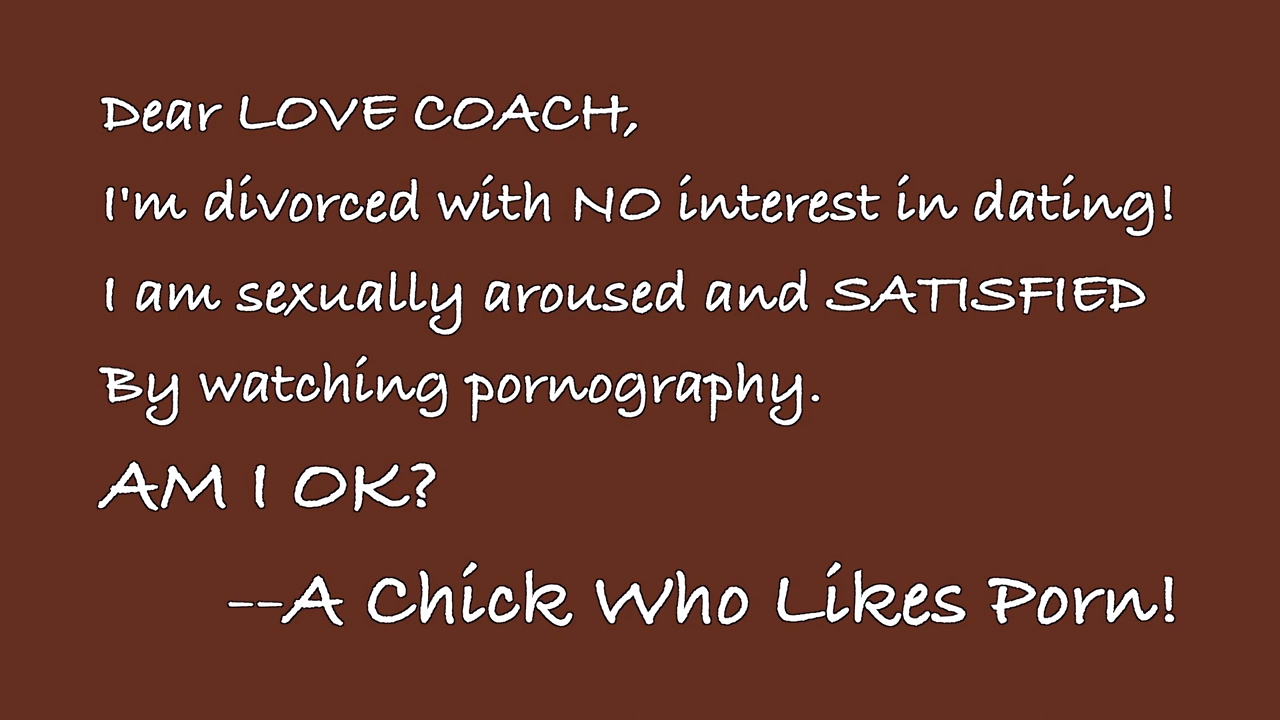 Dear LOVE COACH,
I'm divorced with NO interest in dating!
I am sexually aroused and SATISFIED
By watching pornography.
AM I OK?
--A Chick Who Likes Porn!